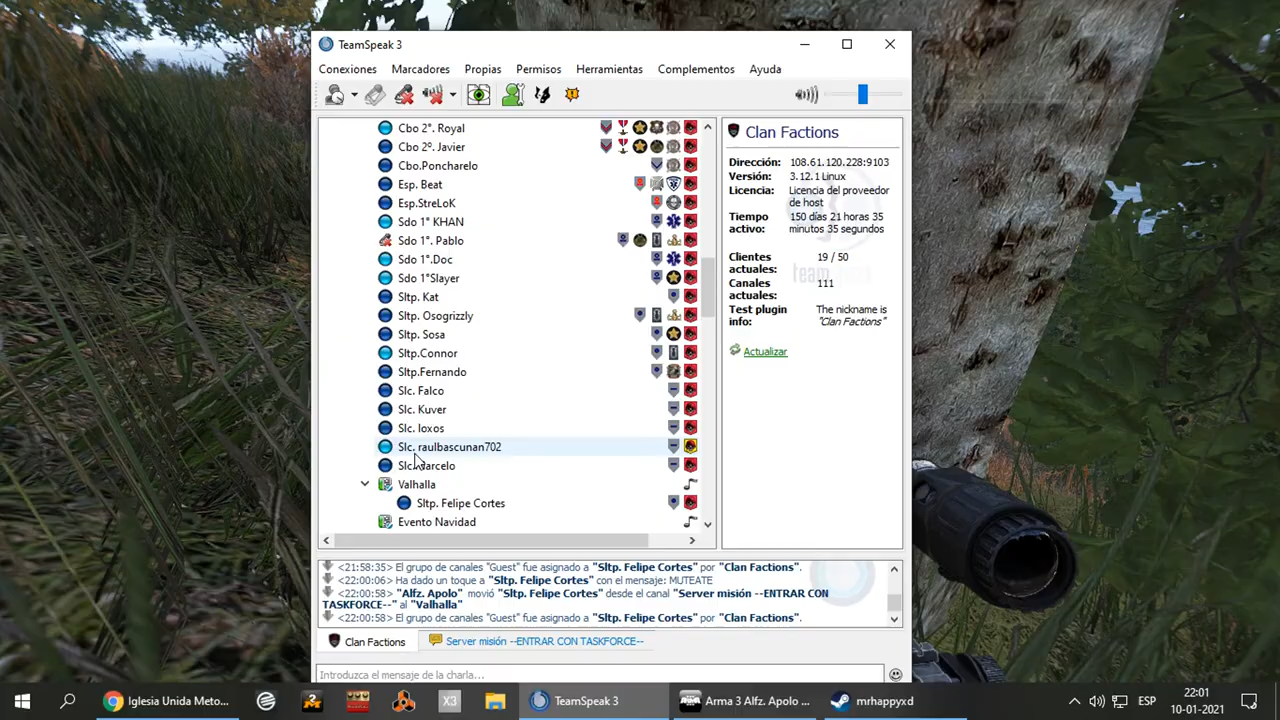 TeamSpeak 3
Conexiones Marcadores Propias Permisos Herramientas Complementos Ayuda
Cbo 2°. Royal
Cbo 2º. Javier
Cbo.Poncharelo
Esp. Beat
Esp.StreLoK
Sdo 1° KHAN
Sdo 1°. Pablo
Sdo 1°.Doc
Sdo 1°Slayer
Sltp. Kat
Sltp. Osogrizzly
Sltp. Sosa
Sltp.Connor
Sltp.Fernando
Slc. Falco
Slc. Kuver
Slc. loxos
Slc. raulbascunan702
Valhalla
Sltp. Felipe Cortes
Evento Navidad
Clan Factions
Dirección: 108.61.120.228:9103
Versión: 3.12.1 Linux
Licencia: Licencia del proveedor
de host
Tiempo activo: 150 días 21 horas 35
minutos 35 segundos
Clientes actuales: 19 / 50
Canales actuales: 111
Test plugin info: The nickname is
"Clan Factions"
Actualizar
<21:58:35> El grupo de canales "Guest" fue asignado a "Sltp. Felipe Cortes" por "Clan Factions".
<22:00:06> Ha dado un toque a "Sltp. Felipe Cortes" con el mensaje: MUTEATE
<22:00:58> "Alfz. Apolo" movió "Sltp. Felipe Cortes" desde el canal "Server misión --ENTRAR CON
TASKFORCE--" al "Valhalla"
<22:00:58> El grupo de canales "Guest" fue asignado a "Sltp. Felipe Cortes" por "Clan Factions".
Clan Factions Server misión --ENTRAR CON TASKFORCE--
Introduzca el mensaje de la charla...
Iglesia Unida Meto... X3 TeamSpeak 3 Arma 3 Alfz. Apolo ... mrhappyxd ESP 22:01
10-01-2021